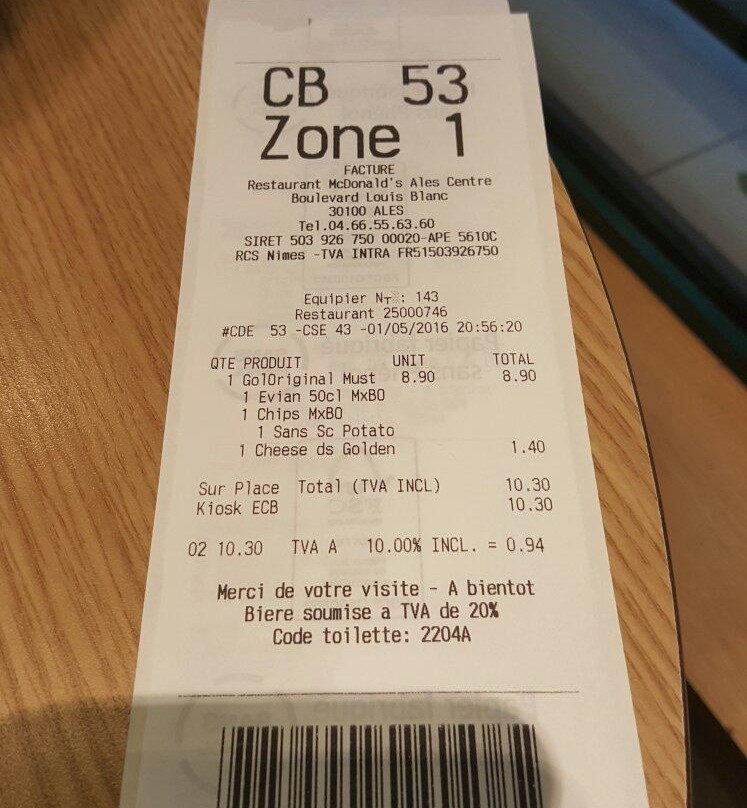 CB 53
Zone 1
FACTURE
Restaurant McDonald's Ales Centre
Boulevard Louis Blanc
30100 ALES
Tel.04.66.55.63.60
SIRET 503 926 750 00020-APE 5610C
RCS Nimes -TVA INTRA FR51503926750
Equipier N┬░: 143
Restaurant 25000746
#CDE 53 -CSE 43 -01/05/2016 20:56:20
QTE PRODUIT UNIT TOTAL
1 GolOriginal Must 8.90 8.90
1 Evian 50cl MxBO
1 Chips MxBO
1 Sans Sc Potato
1 Cheese ds Golden 1.40
Sur Place Total (TVA INCL) 10.30
Kiosk ECB 10.30
02 10.30 TVA A 10.00% INCL. = 0.94
Merci de votre visite - A bientot
Biere soumise a TVA de 20%
Code toilette: 2204A